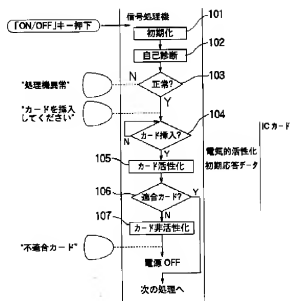 「ON/OFF」キー押下
信号処理機
101
初期化
102
自己診断
103
正常?
N
Y
"処理機異常"
"カードを挿入
してください"
104
カード挿入?
N
Y
ICカード
電気的活性化
初期応答データ
105
カード活性化
106
適合カード?
Y
N
107
カード非活性化
"不適合カード"
電源OFF
次の処理へ